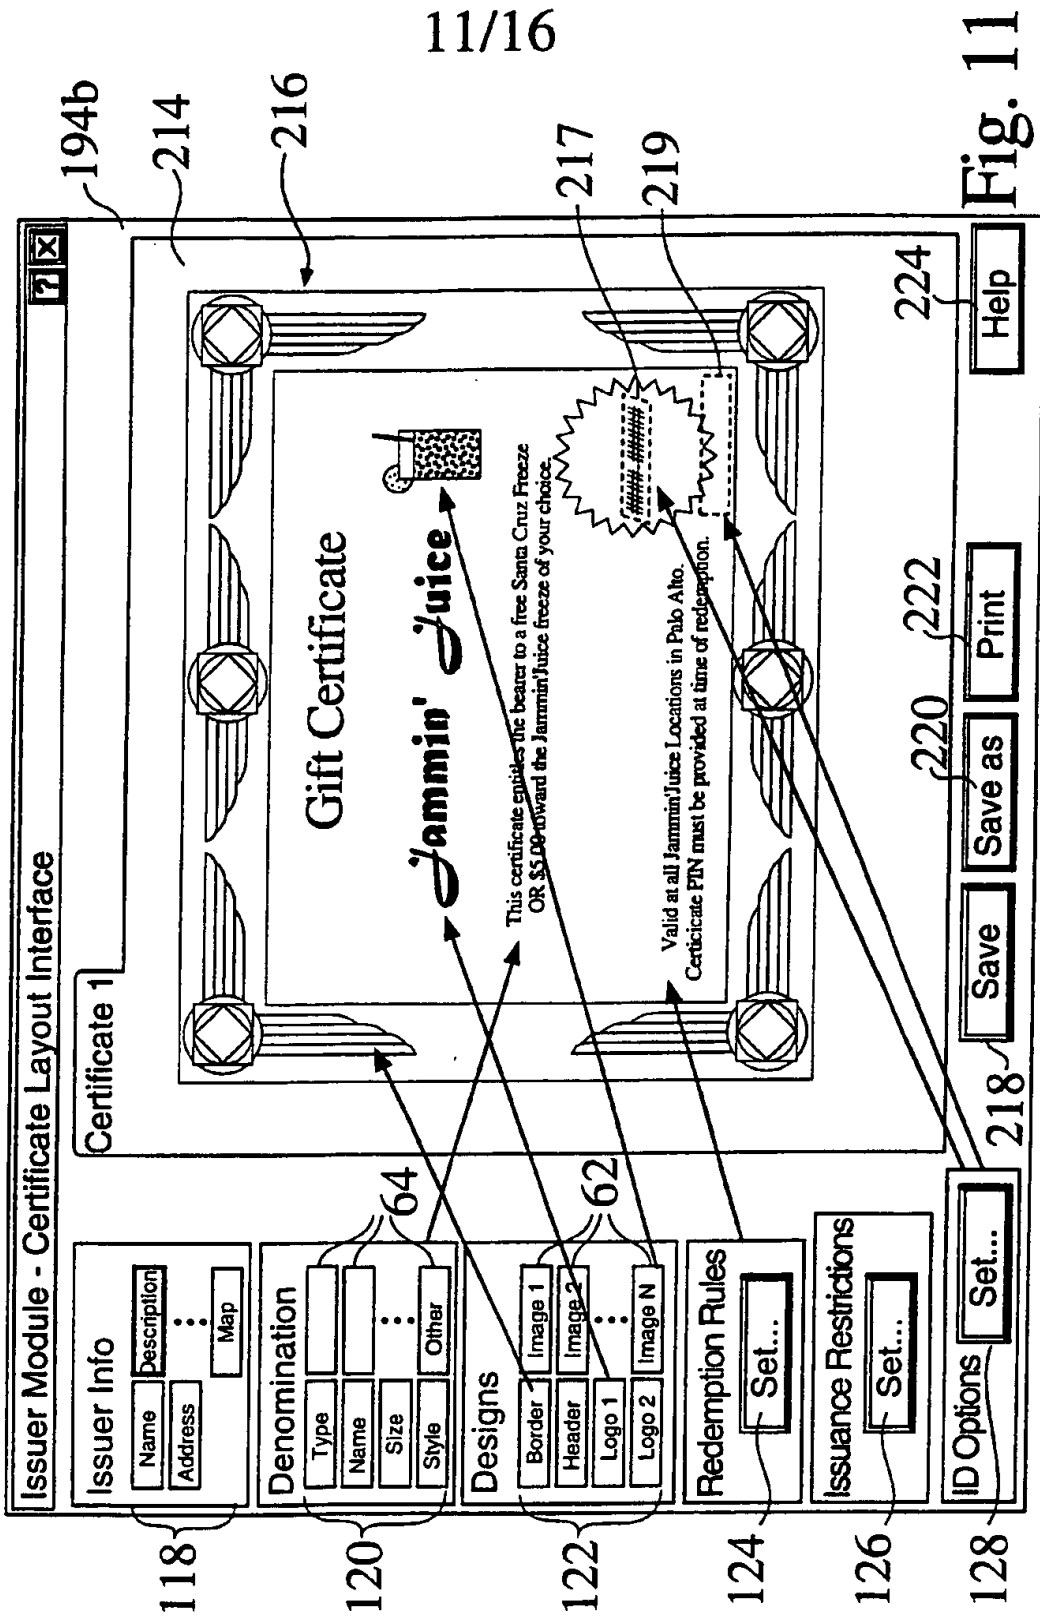 11/16
Issuer Module - Certificate Layout Interface
? X
194b
214
216
217
219
Issuer Info
Name
Description
Address
Map
118
Denomination
Type
Name
Size
Other
Style
120
64
Designs
Border
Image 1
Header
Image 2
Logo 1
Logo 2
Image N
122
62
Redemption Rules
Set...
124
Issuance Restrictions
Set...
126
ID Options
Set...
128
Certificate 1
Gift Certificate
Jammin' Juice
This certificate entitles the bearer to a free Santa Cruz Freeze
OR $5.00 toward the Jammin'Juice freeze of your choice.
Valid at all Jammin'Juice Locations in Palo Alto.
Certicicate PIN must be provided at time of redemption.
####-####
Save
218
Save as
220
Print
222
Help
224
Fig. 11